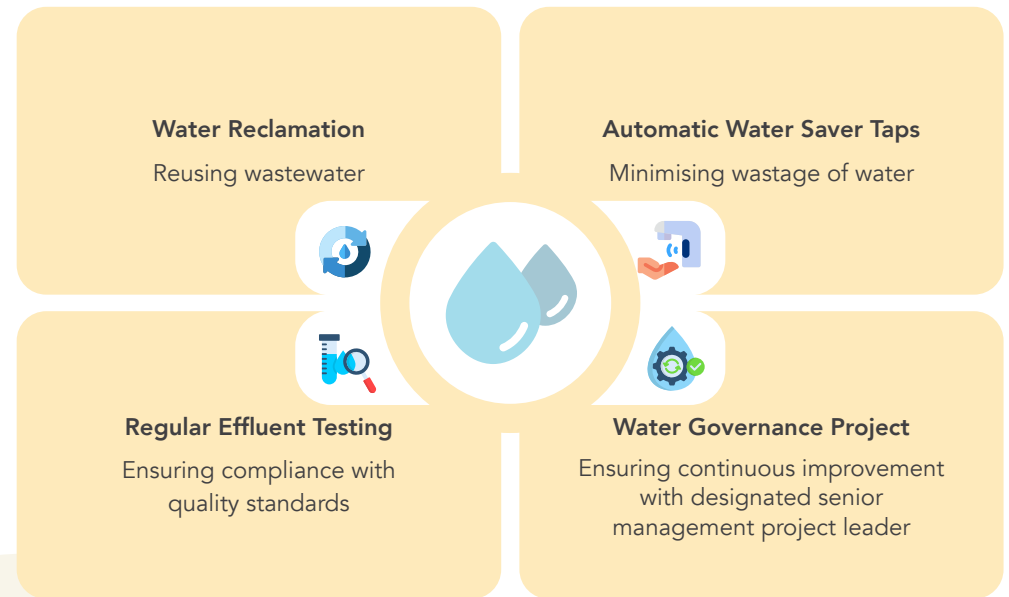 Water Reclamation
Reusing wastewater
Automatic Water Saver Taps
Minimising wastage of water
Regular Effluent Testing
Ensuring compliance with
quality standards
Water Governance Project
Ensuring continuous improvement
with designated senior
management project leader